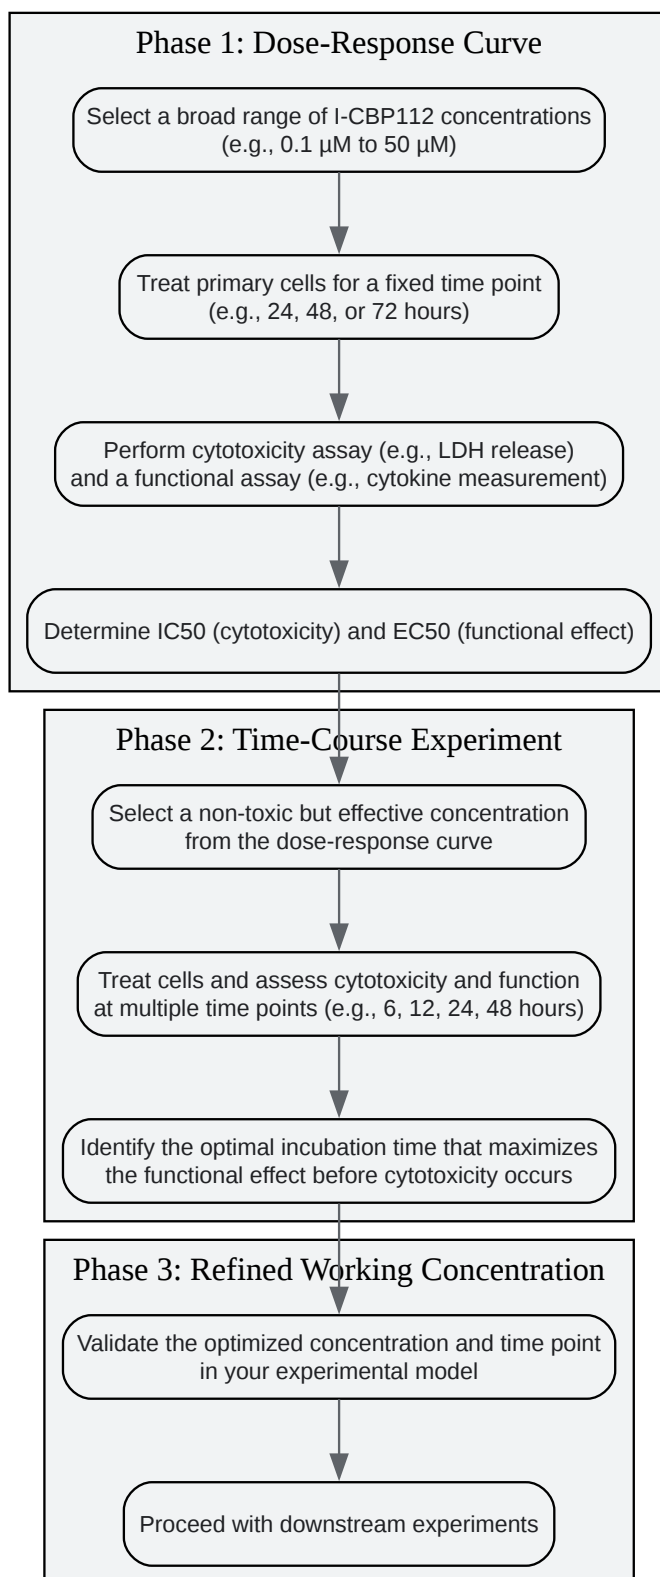 Phase 1: Dose-Response Curve
Select a broad range of I-CBP112 concentrations
(e.g., 0.1 µM to 50 µM)
Treat primary cells for a fixed time point
(e.g., 24, 48, or 72 hours)
Perform cytotoxicity assay (e.g., LDH release)
and a functional assay (e.g., cytokine measurement)
Determine IC50 (cytotoxicity) and EC50 (functional effect)
Phase 2: Time-Course Experiment
Select a non-toxic but effective concentration
from the dose-response curve
Treat cells and assess cytotoxicity and function
at multiple time points (e.g., 6, 12, 24, 48 hours)
Identify the optimal incubation time that maximizes
the functional effect before cytotoxicity occurs
Phase 3: Refined Working Concentration
Validate the optimized concentration and time point
in your experimental model
Proceed with downstream experiments